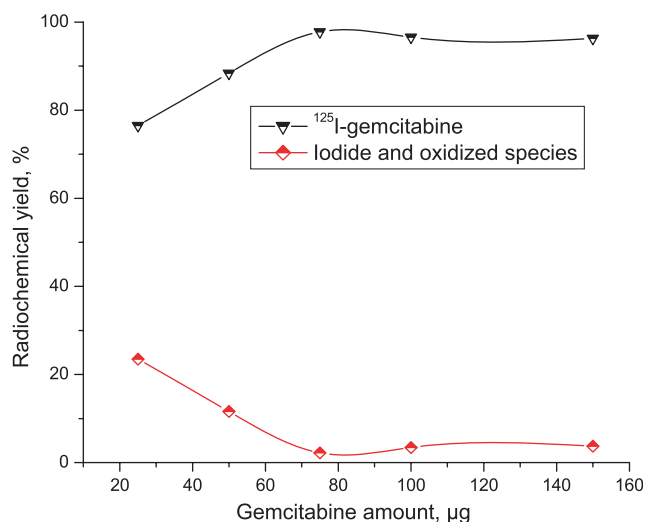 100
80
60
40
20
0
Radiochemical yield, %
¹²⁵I-gemcitabine
Iodide and oxidized species
20 40 60 80 100 120 140 160
Gemcitabine amount, µg